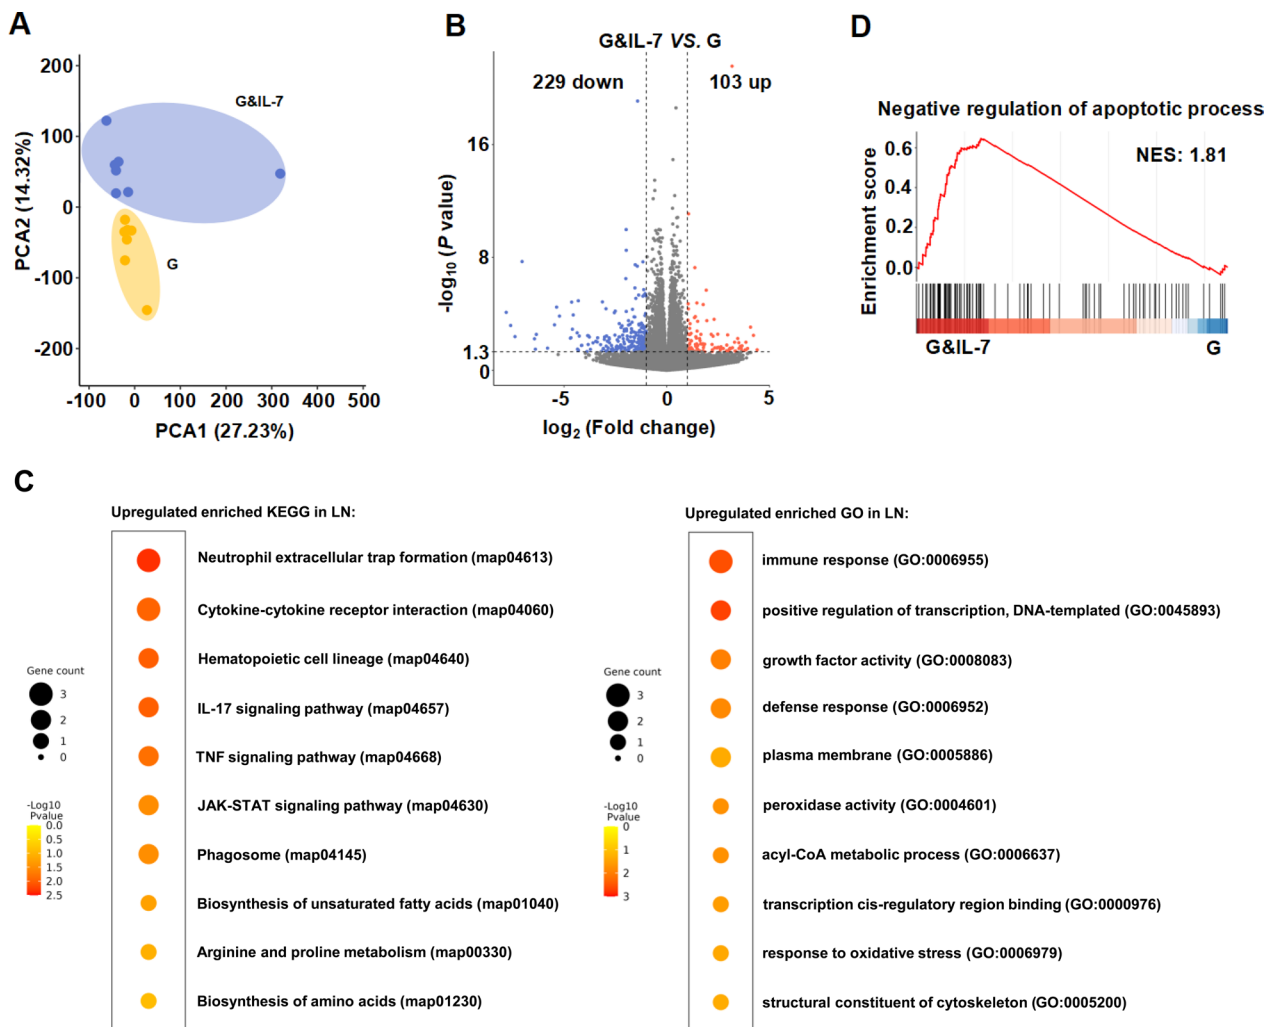 A
200
100
0
-100
-200
PCA2 (14.32%)
G&IL-7
G
-100 0 100 200 300 400 500
PCA1 (27.23%)
B
G&IL-7 VS. G
229 down
103 up
16
8
1.3
0
-log10 (P value)
-5 0 5
log2 (Fold change)
D
Negative regulation of apoptotic process
NES: 1.81
0.6
0.4
0.2
0.0
Enrichment score
G&IL-7
G
C
Upregulated enriched KEGG in LN:
Neutrophil extracellular trap formation (map04613)
Cytokine-cytokine receptor interaction (map04060)
Hematopoietic cell lineage (map04640)
IL-17 signaling pathway (map04657)
TNF signaling pathway (map04668)
JAK-STAT signaling pathway (map04630)
Phagosome (map04145)
Biosynthesis of unsaturated fatty acids (map01040)
Arginine and proline metabolism (map00330)
Biosynthesis of amino acids (map01230)
Gene count
3
2
1
0
-Log10
Pvalue
0.0
0.5
1.0
1.5
2.0
2.5
Upregulated enriched GO in LN:
immune response (GO:0006955)
positive regulation of transcription, DNA-templated (GO:0045893)
growth factor activity (GO:0008083)
defense response (GO:0006952)
plasma membrane (GO:0005886)
peroxidase activity (GO:0004601)
acyl-CoA metabolic process (GO:0006637)
transcription cis-regulatory region binding (GO:0000976)
response to oxidative stress (GO:0006979)
structural constituent of cytoskeleton (GO:0005200)
Gene count
3
2
1
0
-Log10
Pvalue
0
1
2
3